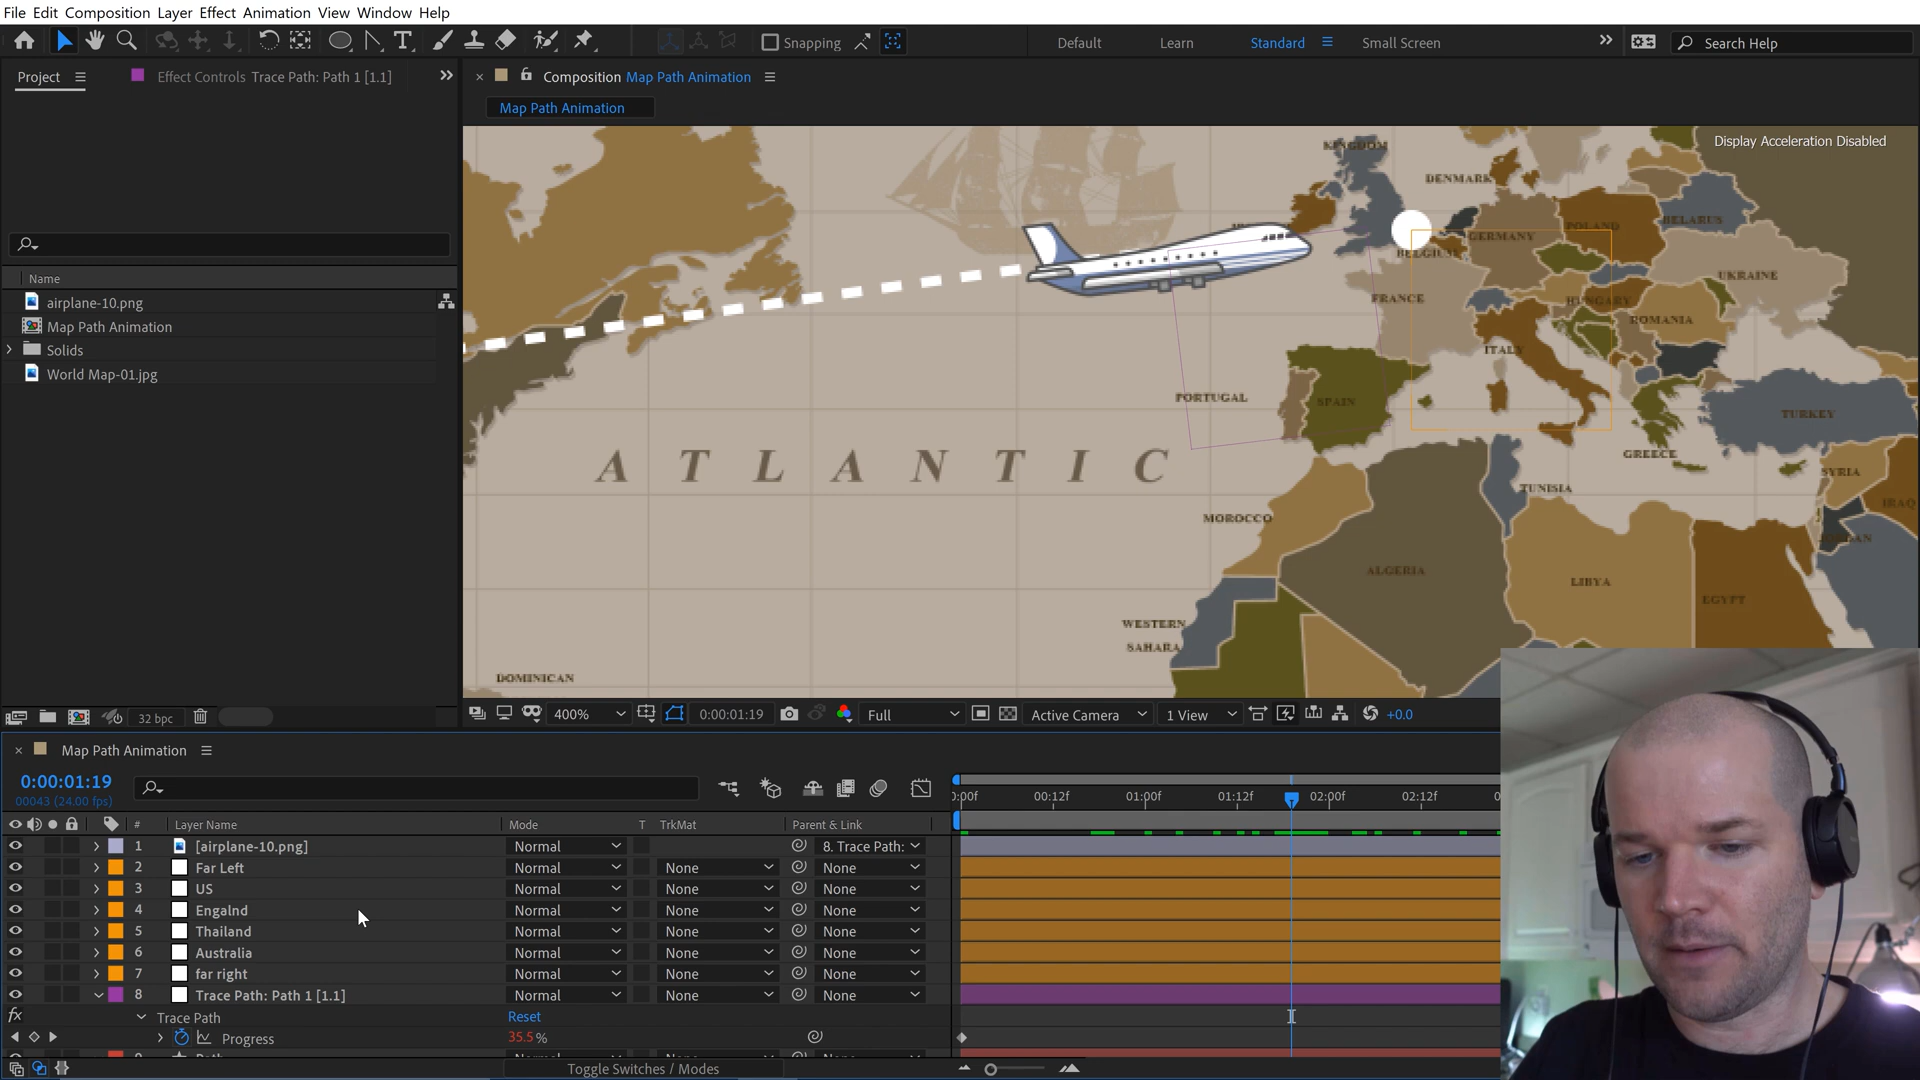 File Edit Composition Layer Effect Animation View Window Help
Snapping
Default
Learn
Standard
Small Screen
Search Help
Project
Effect Controls Trace Path: Path 1 [1.1]
Composition Map Path Animation
Map Path Animation
Display Acceleration Disabled
Name
airplane-10.png
Map Path Animation
Solids
World Map-01.jpg
KINGDOM
DENMARK
POLAND
BELARUS
GERMANY
BELGIUM
UKRAINE
FRANCE
HUNGARY
ROMANIA
ITALY
PORTUGAL
SPAIN
TURKEY
GREECE
ATLANTIC
SYRIA
TUNISIA
IRAQ
MOROCCO
JORDAN
ALGERIA
LIBYA
EGYPT
WESTERN
SAHARA
DOMINICAN
32 bpc
400%
0:00:01:19
Full
Active Camera
1 View
+0.0
Map Path Animation
0:00:01:19
00043 (24.00 fps)
0:00f
00:12f
01:00f
01:12f
02:00f
02:12f
# Layer Name Mode T TrkMat Parent & Link
1 [airplane-10.png] Normal 8. Trace Path:
2 Far Left Normal None None
3 US Normal None None
4 Engalnd Normal None None
5 Thailand Normal None None
6 Australia Normal None None
7 far right Normal None None
8 Trace Path: Path 1 [1.1] Normal None None
fx Trace Path Reset
Progress 35.5 %
Toggle Switches / Modes